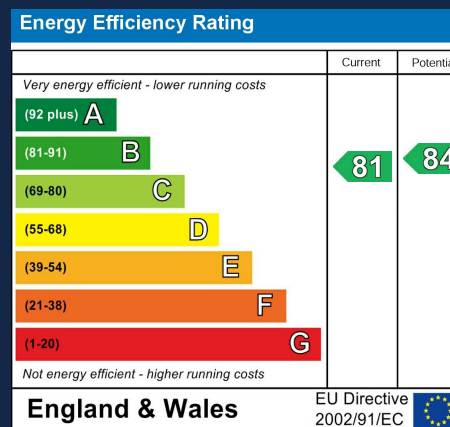 Energy Efficiency Rating
Current Potentia
Very energy efficient - lower running costs
(92 plus) A
(81-91) B
(69-80) C
(55-68) D
(39-54) E
(21-38) F
(1-20) G
81 84
Not energy efficient - higher running costs
England & Wales
EU Directive
2002/91/EC